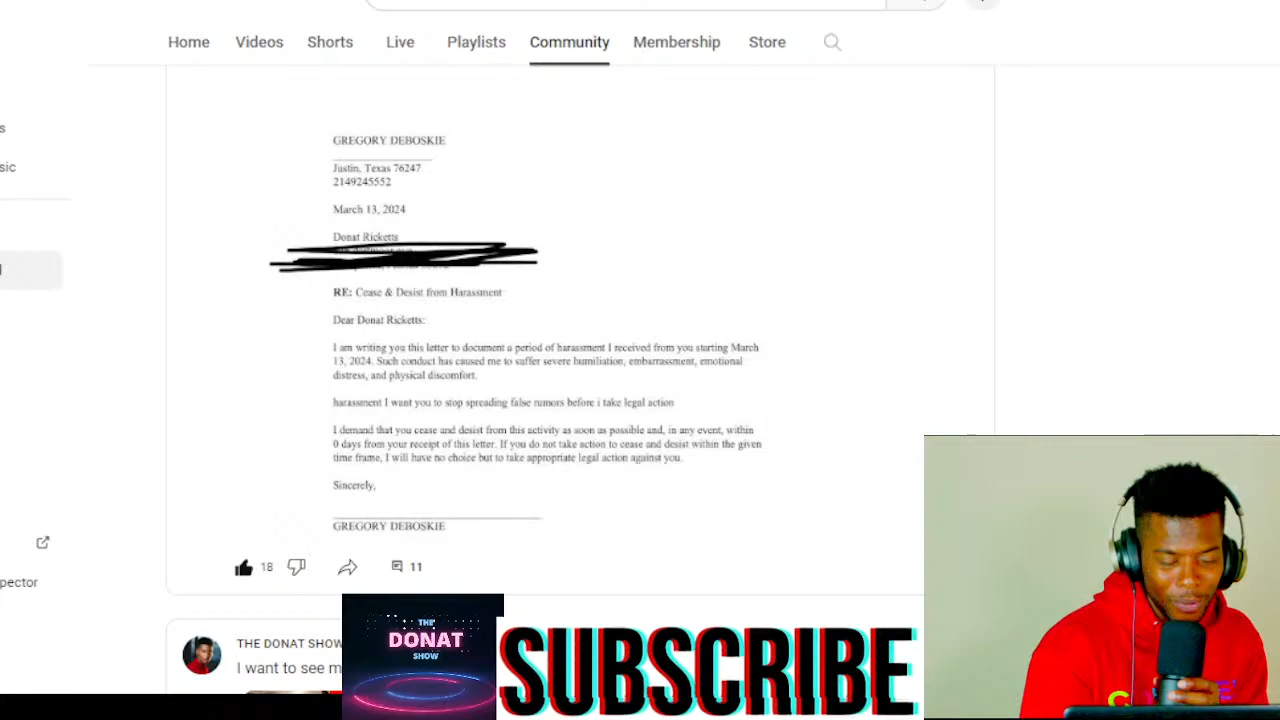 Home Videos Shorts Live Playlists Community Membership Store
s
sic
GREGORY DEBOSKIE
Justin, Texas 76247
2149245552
March 13, 2024
Donat Ricketts
RE: Cease & Desist from Harassment
Dear Donat Ricketts:
I am writing you this letter to document a period of harassment I received from you starting March
13, 2024. Such conduct has caused me to suffer severe humiliation, embarrassment, emotional
distress, and physical discomfort.
harassment I want you to stop spreading false rumors before i take legal action
I demand that you cease and desist from this activity as soon as possible and, in any event, within
0 days from your receipt of this letter. If you do not take action to cease and desist within the given
time frame, I will have no choice but to take appropriate legal action against you.
Sincerely,
GREGORY DEBOSKIE
18 11
pector
THE DONAT SHOW
I want to see m
THE
DONAT
SHOW
SUBSCRIBE